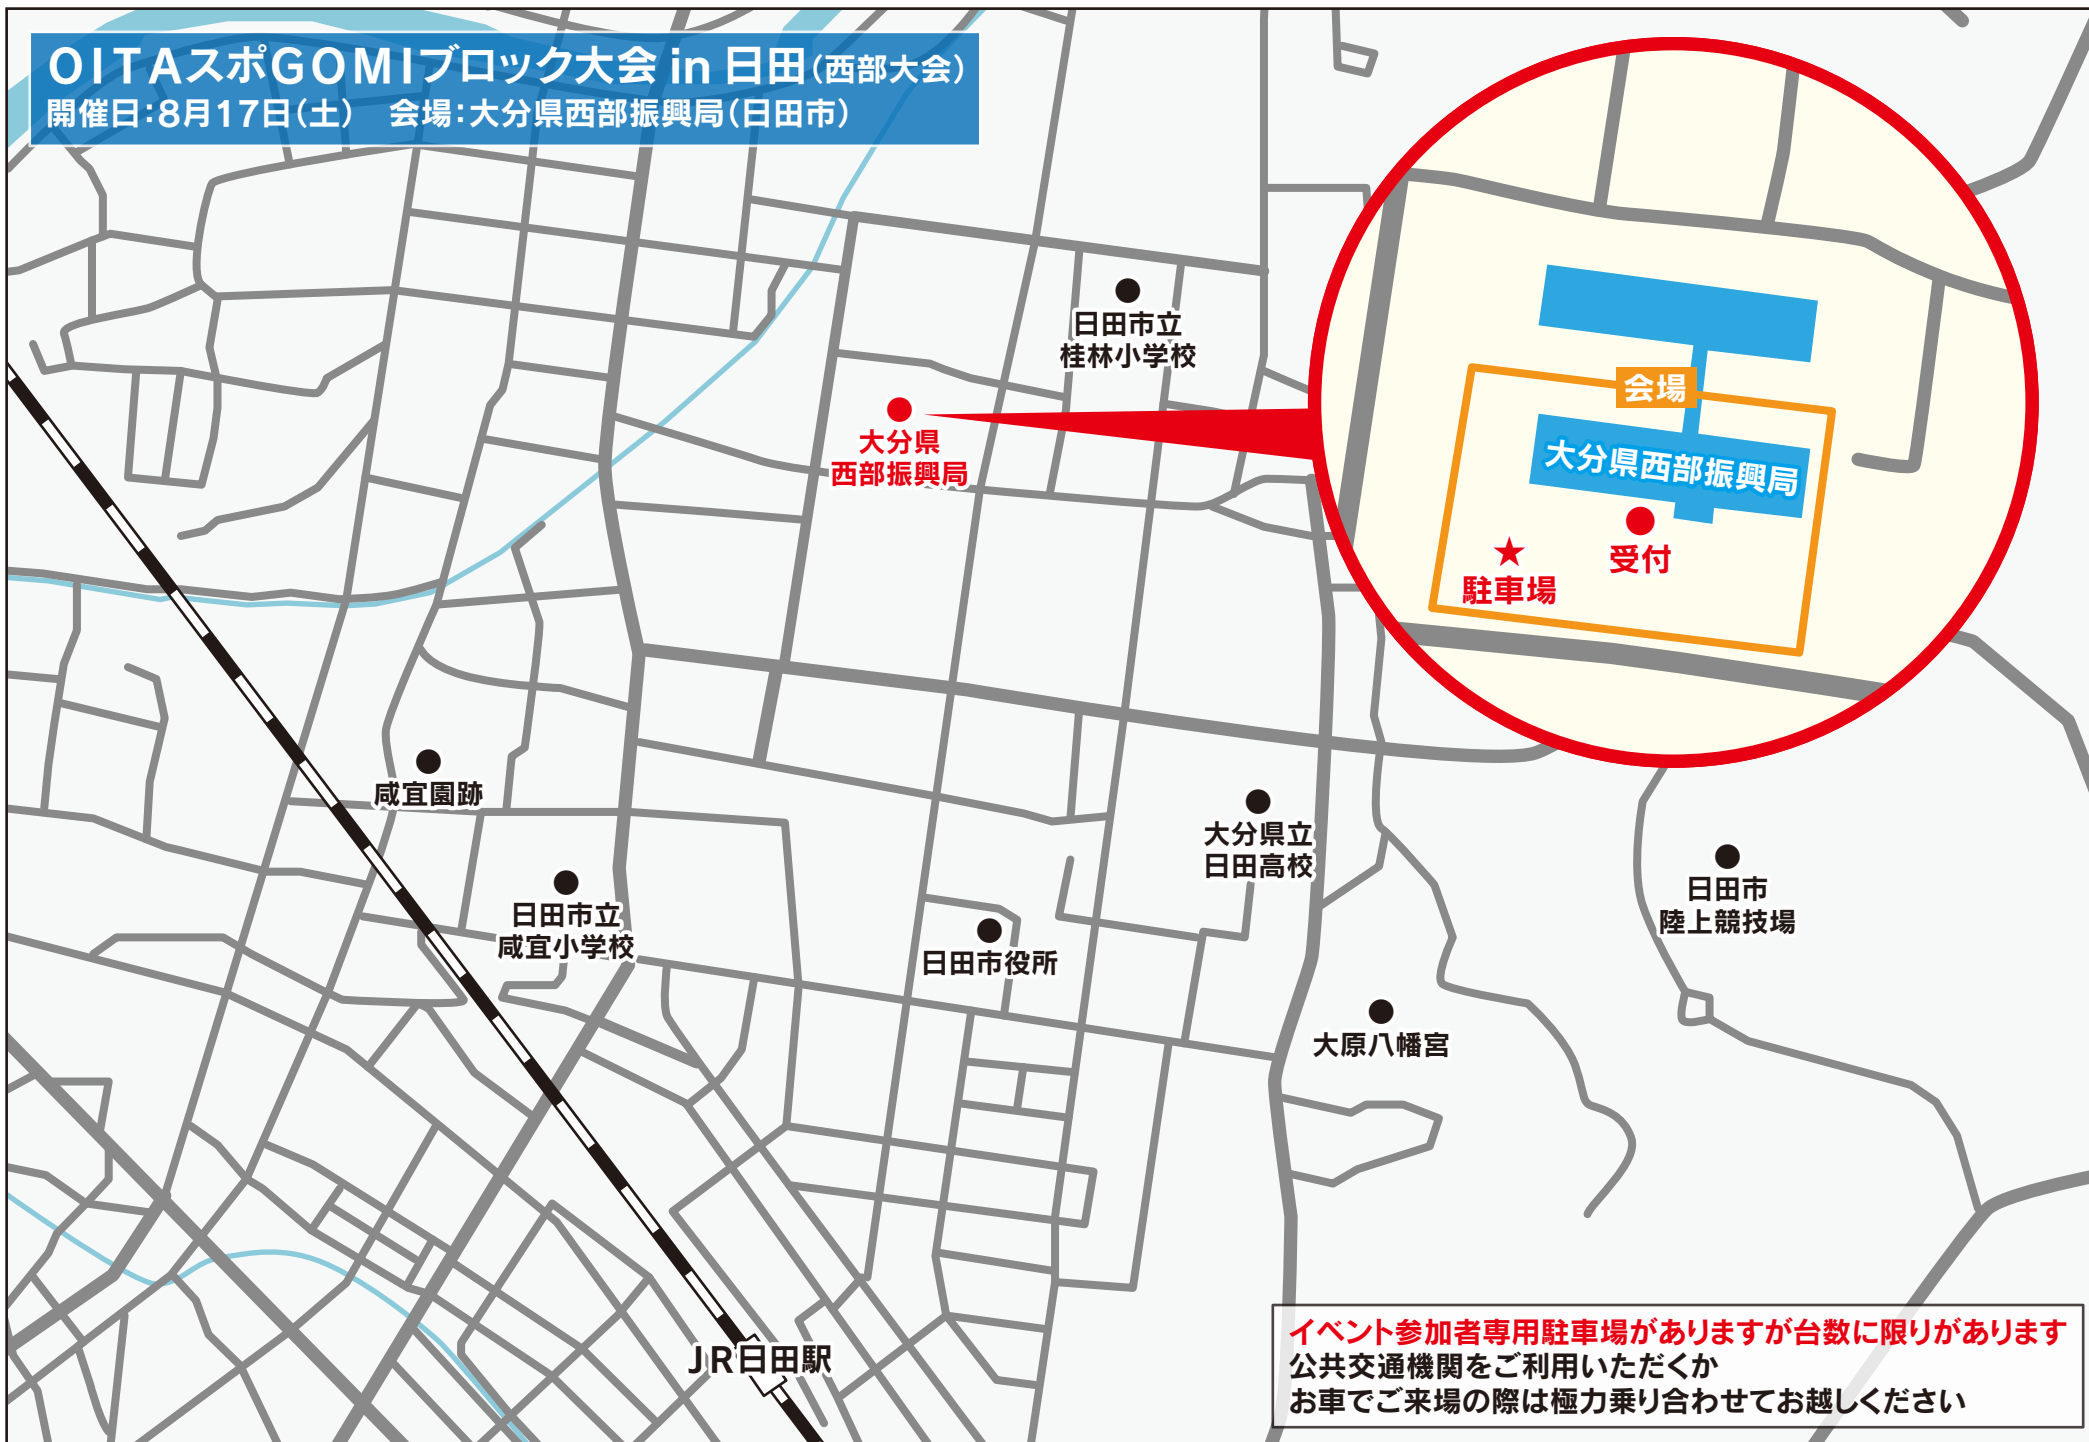 OITAスポGOMIブロック大会 in 日田(西部大会)
開催日:8月17日(土)　会場:大分県西部振興局(日田市)
日田市立
桂林小学校
大分県
西部振興局
会場
大分県西部振興局
受付
★
駐車場
咸宜園跡
大分県立
日田高校
日田市
陸上競技場
日田市立
咸宜小学校
日田市役所
大原八幡宮
JR日田駅
イベント参加者専用駐車場がありますが台数に限りがあります
公共交通機関をご利用いただくか
お車でご来場の際は極力乗り合わせてお越しください